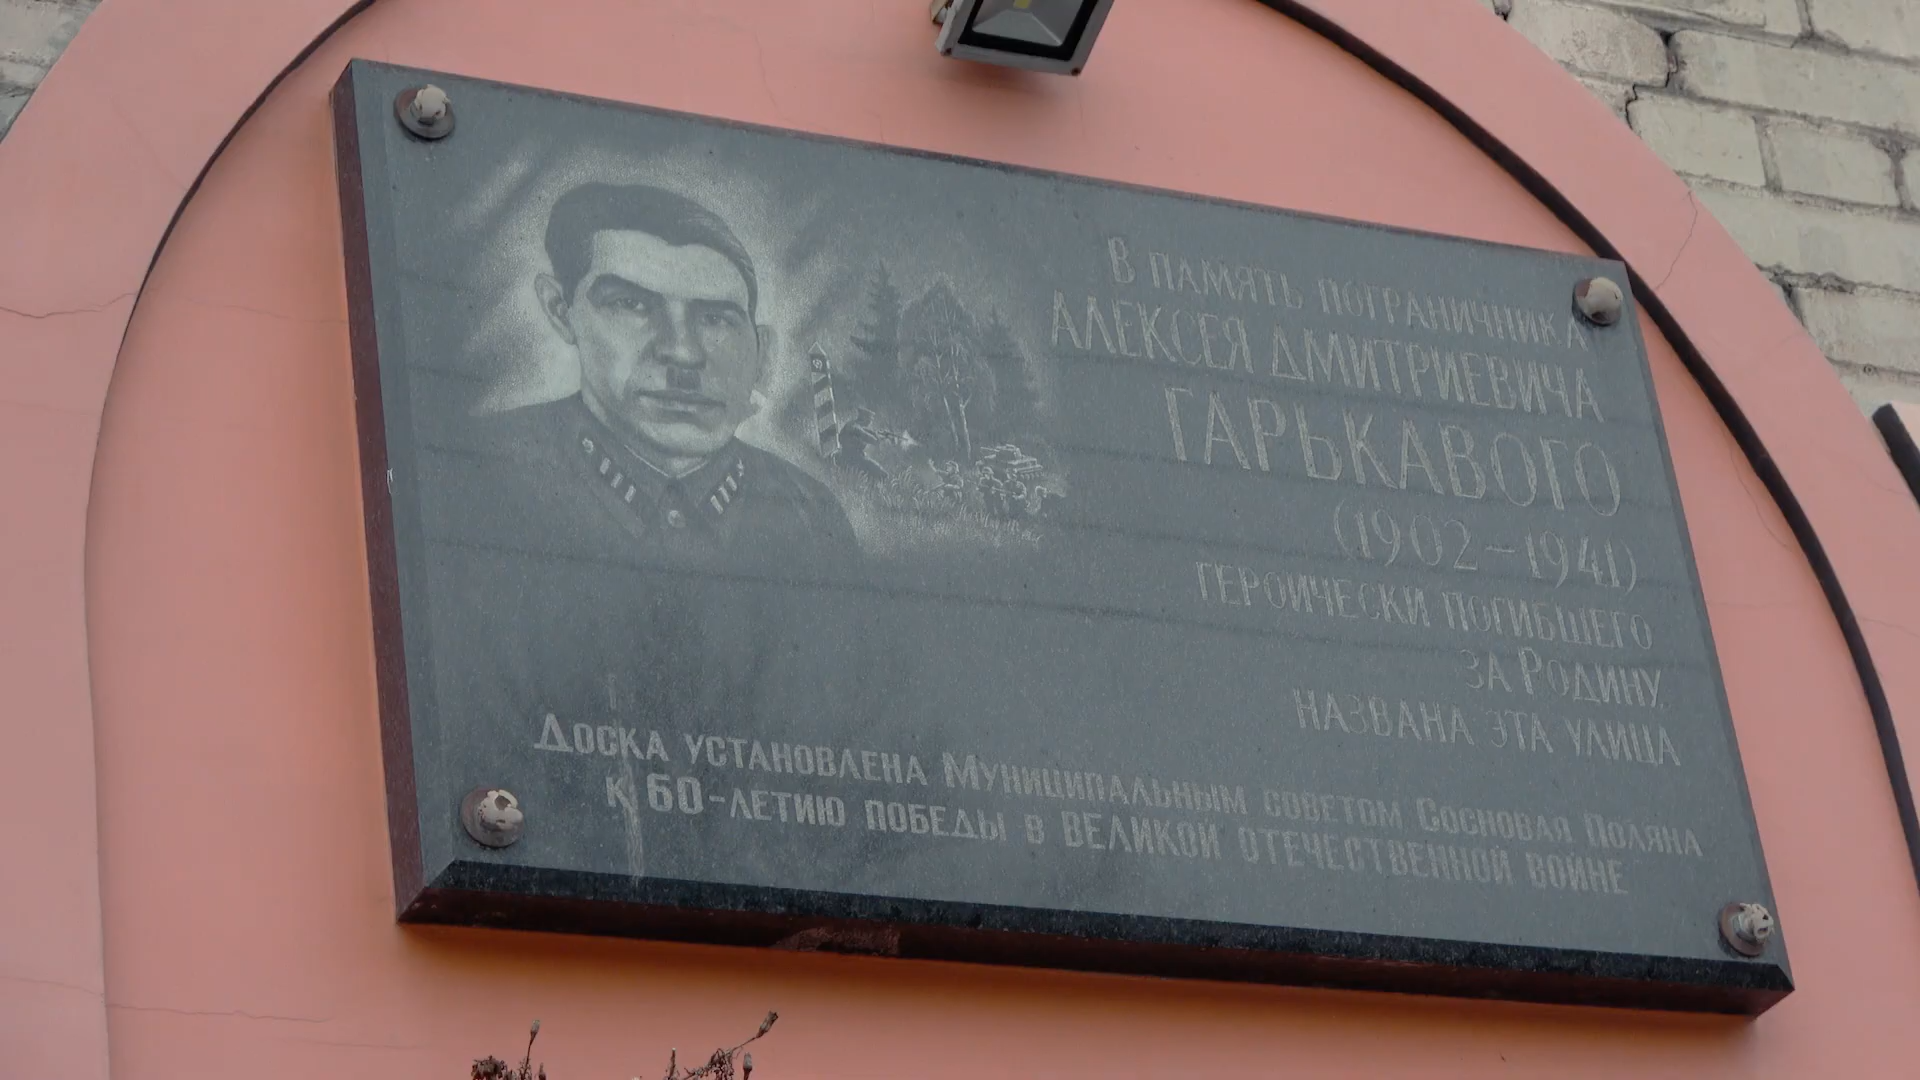 В ПАМЯТЬ ПОГРАНИЧНИКА
АЛЕКСЕЯ ДМИТРИЕВИЧА
ГАРЬКАВОГО
(1902-1941)
ГЕРОИЧЕСКИ ПОГИБШЕГО
ЗА РОДИНУ,
НАЗВАНА ЭТА УЛИЦА
ДОСКА УСТАНОВЛЕНА МУНИЦИПАЛЬНЫМ СОВЕТОМ СОСНОВАЯ ПОЛЯНА
К 60-ЛЕТИЮ ПОБЕДЫ В ВЕЛИКОЙ ОТЕЧЕСТВЕННОЙ ВОЙНЕ